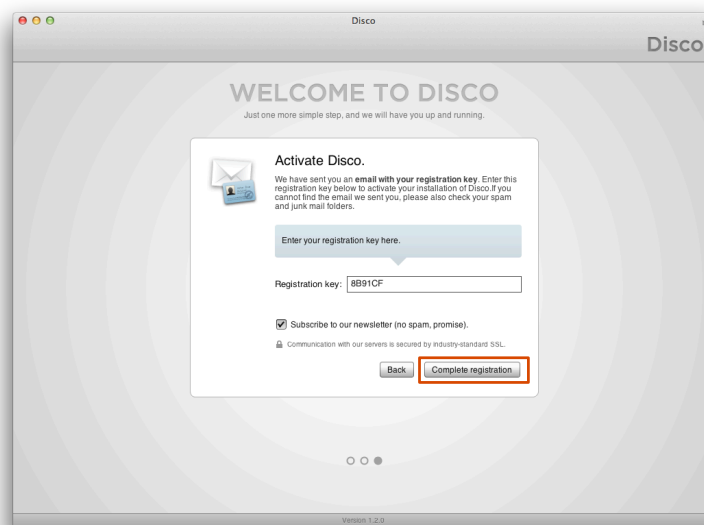 Disco
Disco
WELCOME TO DISCO
Just one more simple step, and we will have you up and running.
Activate Disco.
We have sent you an email with your registration key. Enter this
registration key below to activate your installation of Disco.If you
cannot find the email we sent you, please also check your spam
and junk mail folders.
Enter your registration key here.
Registration key: 8B91CF
Subscribe to our newsletter (no spam, promise).
Communication with our servers is secured by industry-standard SSL.
Back Complete registration
Version 1.2.0